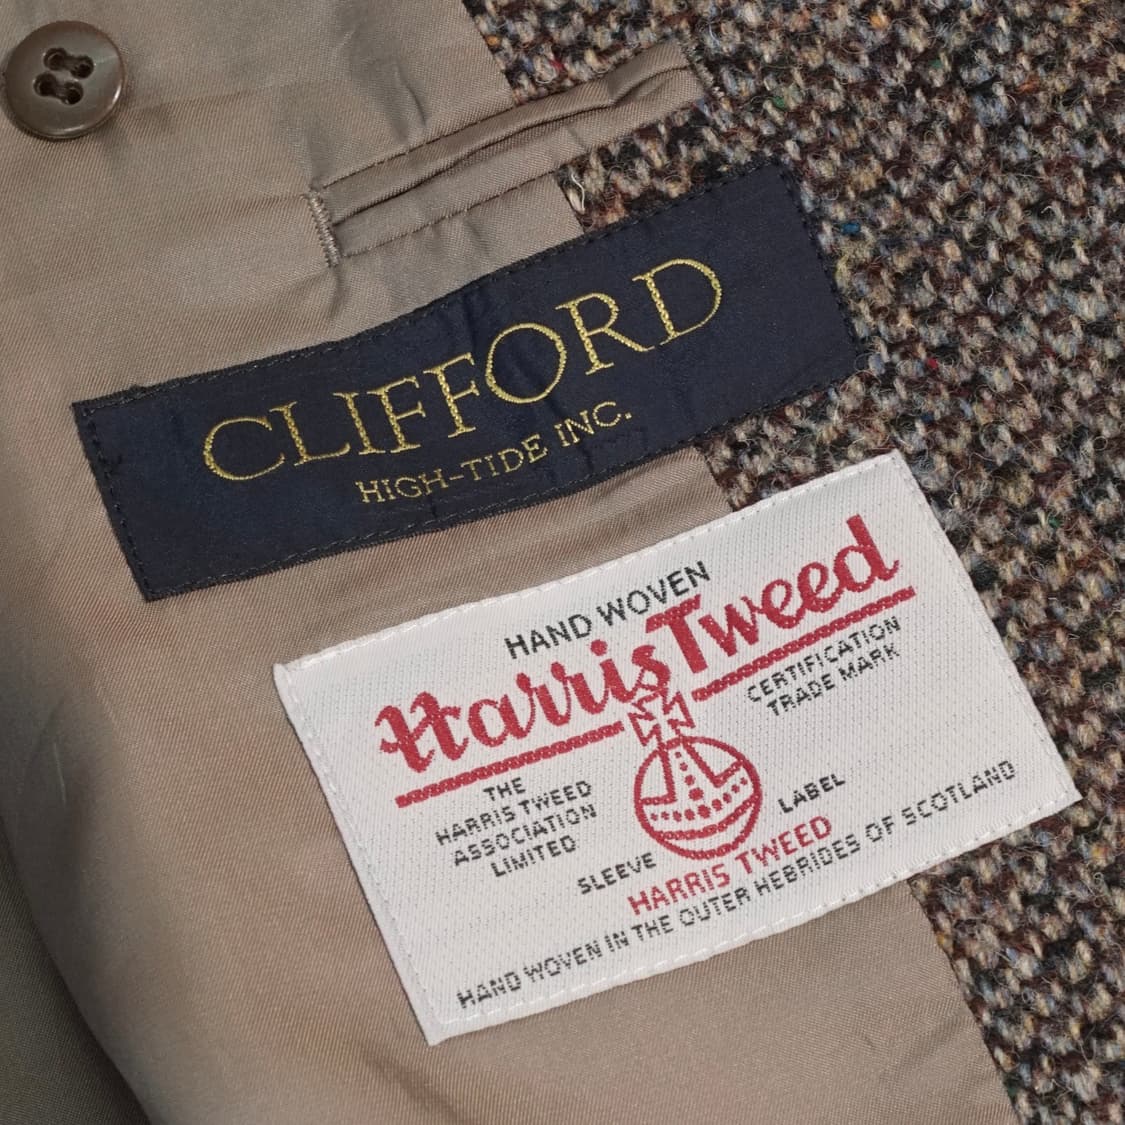 CLIFFORD
HIGH-TIDE INC.
HAND WOVEN
Harris Tweed
CERTIFICATION
TRADE MARK
THE
HARRIS TWEED
ASSOCIATION
LIMITED
SLEEVE LABEL
HARRIS TWEED
HAND WOVEN IN THE OUTER HEBRIDES OF SCOTLAND